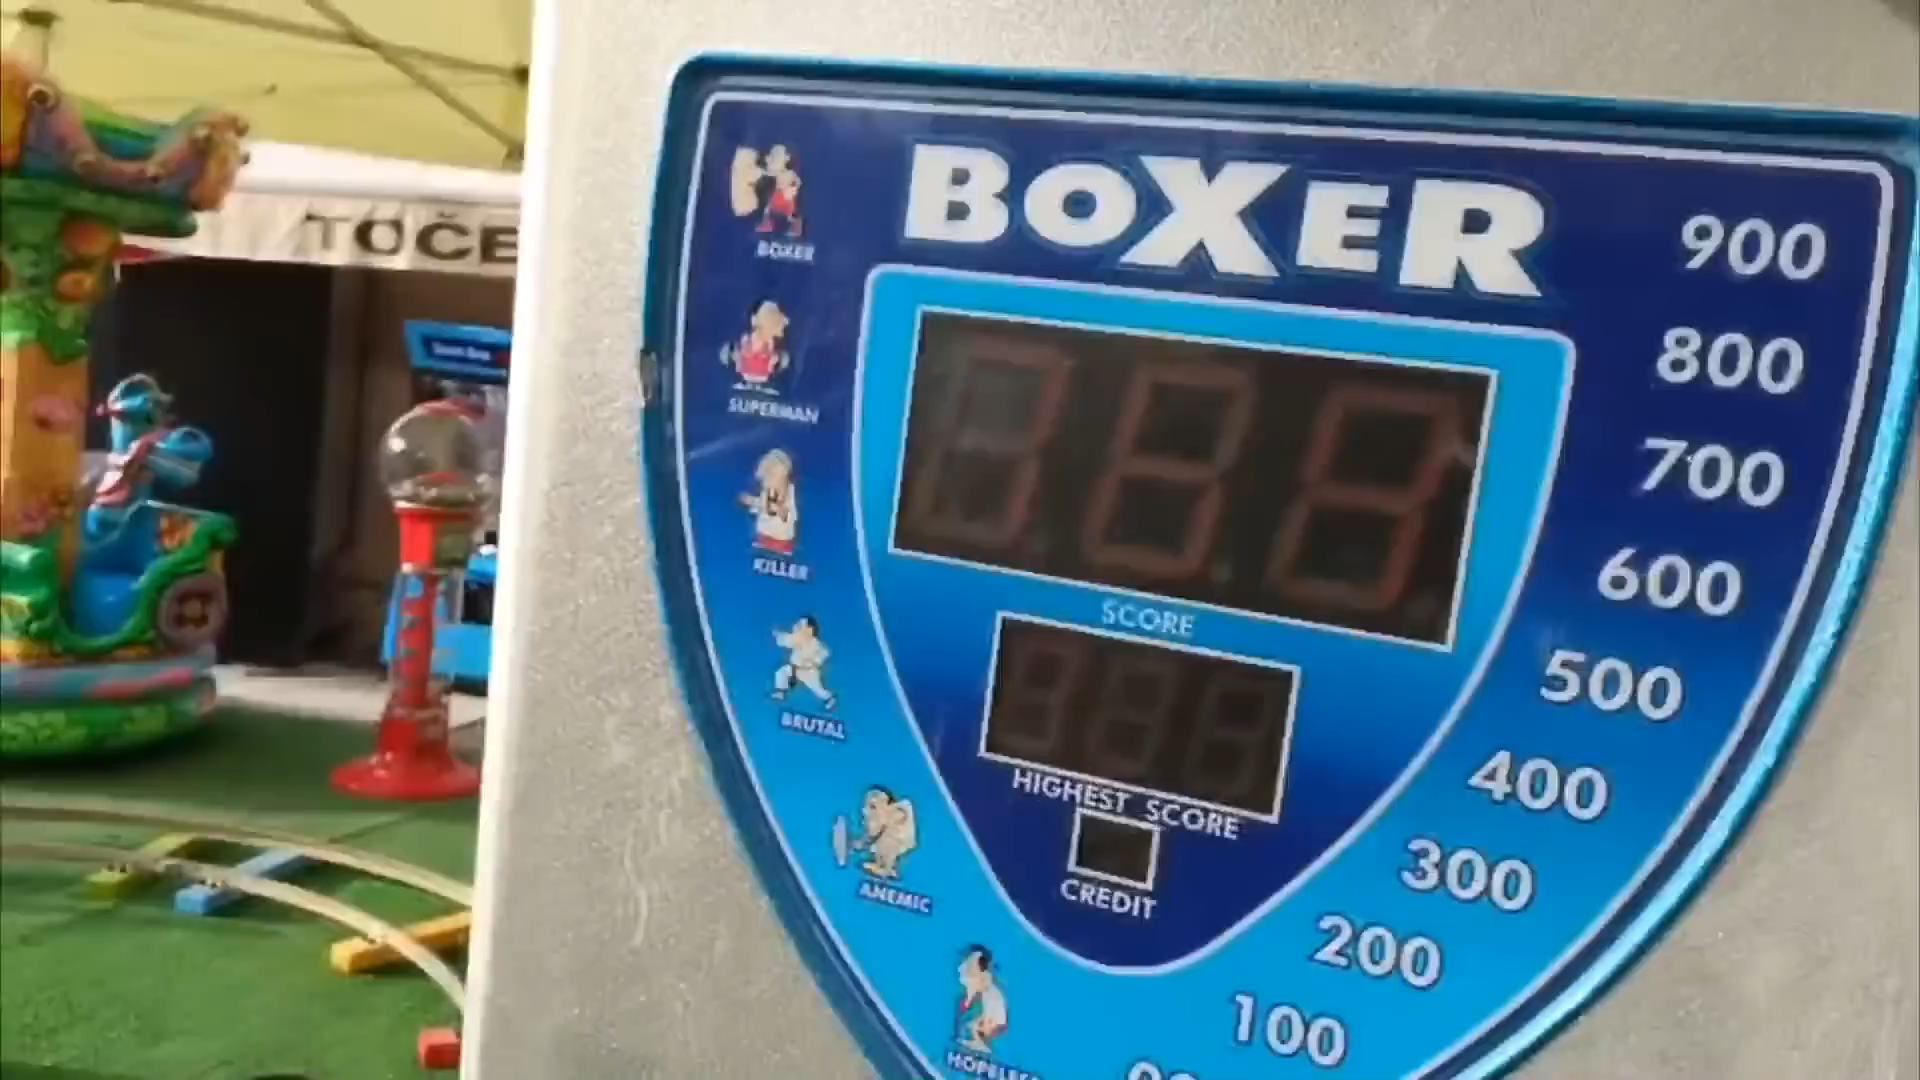 TOČE
BOXER
BOXER
SUPERMAN
KILLER
BRUTAL
ANEMIC
900
800
700
600
500
400
300
200
100
SCORE
HIGHEST SCORE
CREDIT